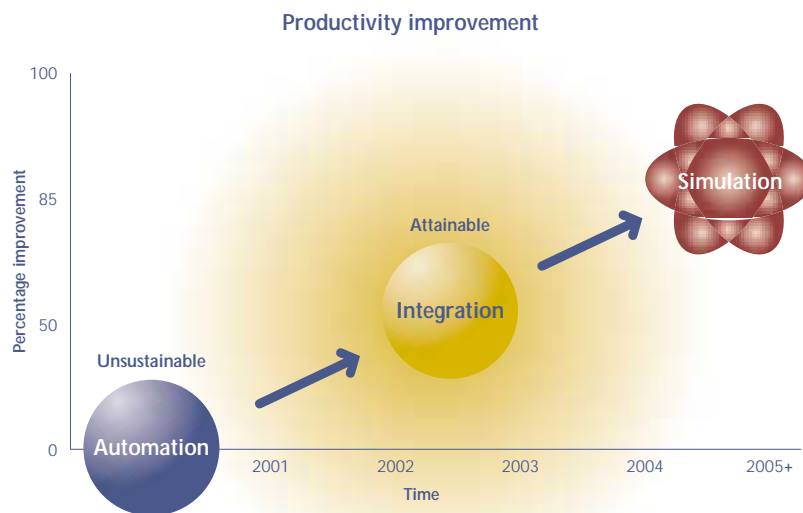 Productivity improvement
100
85
50
0
Percentage improvement
Unsustainable
Automation
Attainable
Integration
Simulation
2001
2002
2003
2004
2005+
Time